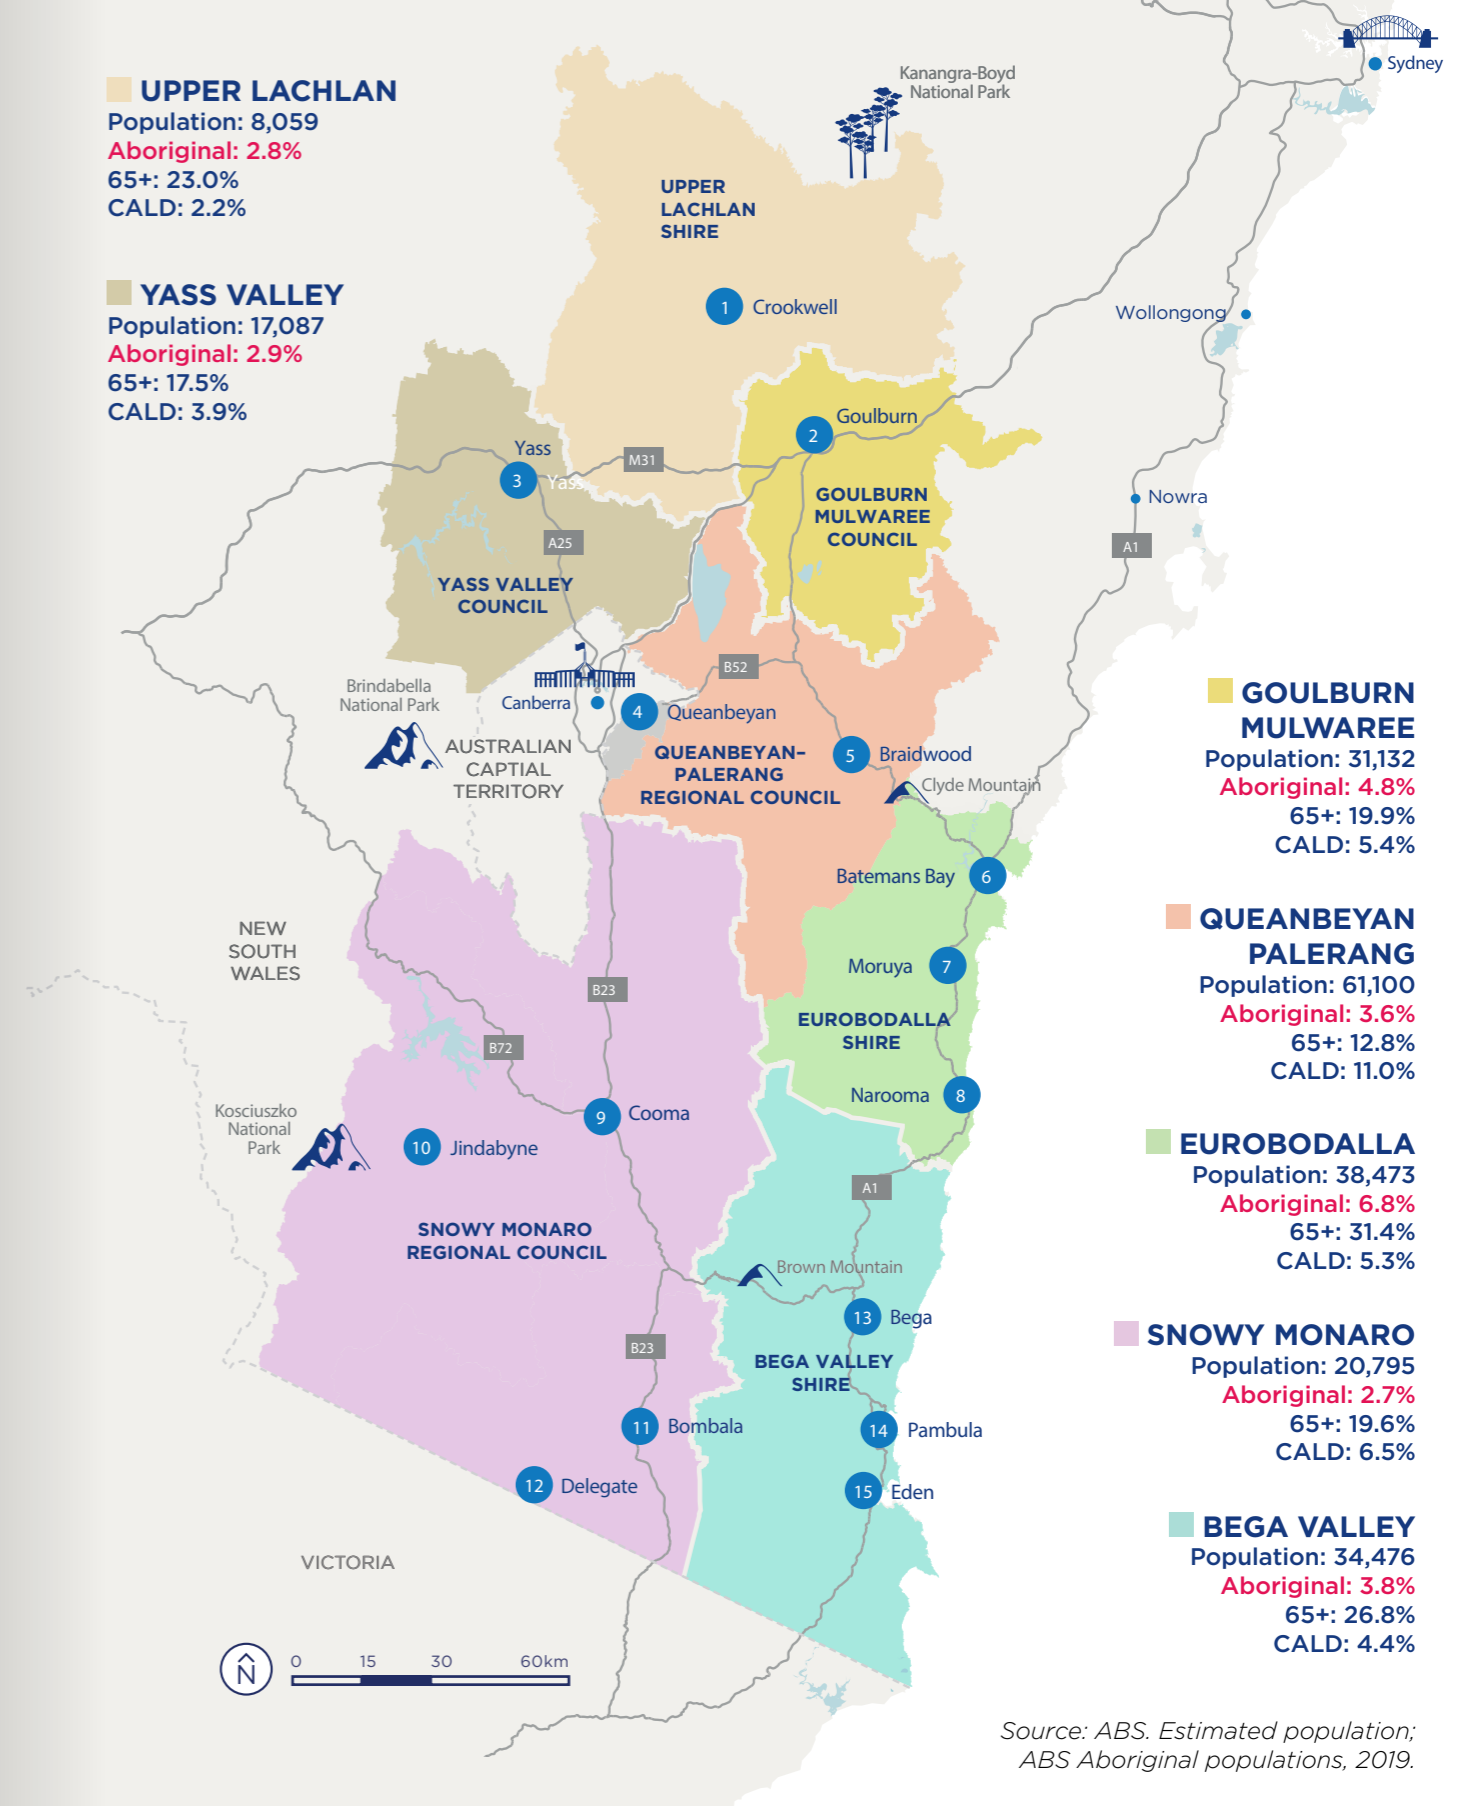 UPPER LACHLAN
Population: 8,059
Aboriginal: 2.8%
65+: 23.0%
CALD: 2.2%
YASS VALLEY
Population: 17,087
Aboriginal: 2.9%
65+: 17.5%
CALD: 3.9%
Kanangra-Boyd
National Park
Sydney
UPPER
LACHLAN
SHIRE
1 Crookwell
Wollongong
Goulburn
2
Yass
3 Yass
M31
GOULBURN
MULWAREE
COUNCIL
Nowra
A1
A25
YASS VALLEY
COUNCIL
B52
Brindabella
National Park
Canberra
4 Queanbeyan
AUSTRALIAN
CAPTIAL
TERRITORY
QUEANBEYAN–
PALERANG
REGIONAL COUNCIL
5 Braidwood
Clyde Mountain
Batemans Bay 6
NEW
SOUTH
WALES
Moruya 7
B23
EUROBODALLA
SHIRE
B72
Narooma 8
Kosciuszko
National
Park
9 Cooma
10 Jindabyne
A1
SNOWY MONARO
REGIONAL COUNCIL
Brown Mountain
13 Bega
B23
BEGA VALLEY
SHIRE
11 Bombala
14 Pambula
12 Delegate
15 Eden
VICTORIA
N
0 15 30 60km
GOULBURN
MULWAREE
Population: 31,132
Aboriginal: 4.8%
65+: 19.9%
CALD: 5.4%
QUEANBEYAN
PALERANG
Population: 61,100
Aboriginal: 3.6%
65+: 12.8%
CALD: 11.0%
EUROBODALLA
Population: 38,473
Aboriginal: 6.8%
65+: 31.4%
CALD: 5.3%
SNOWY MONARO
Population: 20,795
Aboriginal: 2.7%
65+: 19.6%
CALD: 6.5%
BEGA VALLEY
Population: 34,476
Aboriginal: 3.8%
65+: 26.8%
CALD: 4.4%
Source: ABS. Estimated population;
ABS Aboriginal populations, 2019.